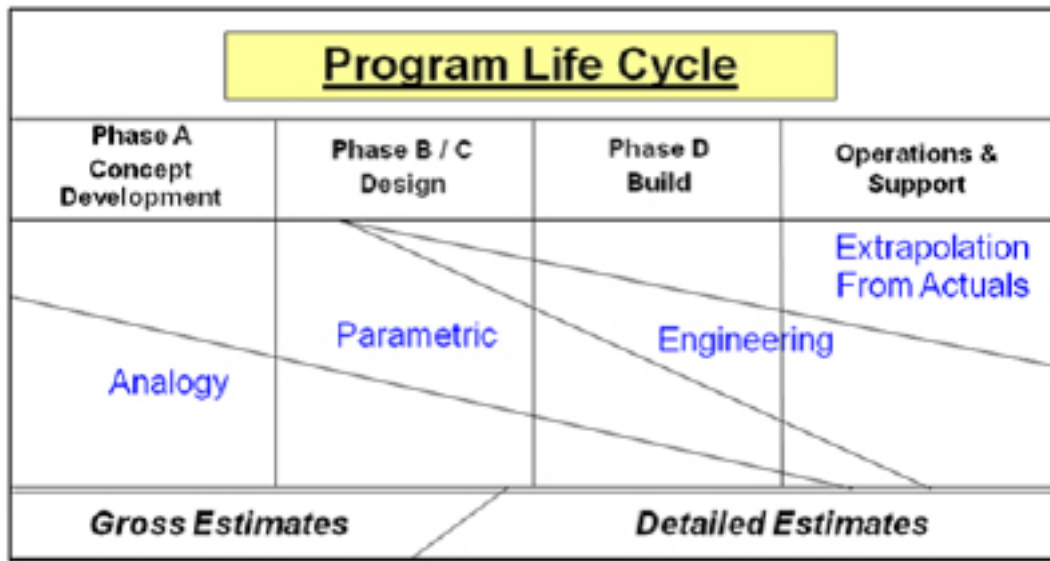 Program Life Cycle
Phase A
Concept
Development
Phase B / C
Design
Phase D
Build
Operations &
Support
Extrapolation
From Actuals
Parametric
Engineering
Analogy
Gross Estimates
Detailed Estimates